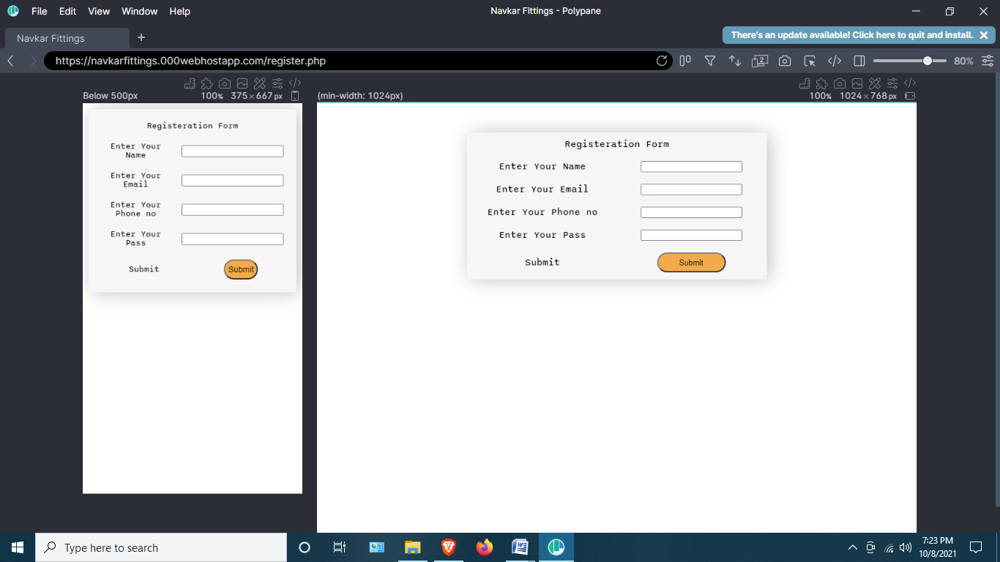 File Edit View Window Help
Navkar Fittings - Polypane
Navkar Fittings
There's an update available! Click here to quit and install.
https://navkarfittings.000webhostapp.com/register.php
2
80%
Below 500px
100% 375×667 px
Registeration Form
Enter Your
Name
Enter Your
Email
Enter Your
Phone no
Enter Your
Pass
Submit
Submit
(min-width: 1024px)
100% 1024×768 px
Registeration Form
Enter Your Name
Enter Your Email
Enter Your Phone no
Enter Your Pass
Submit
Submit
Type here to search
7:23 PM
10/8/2021